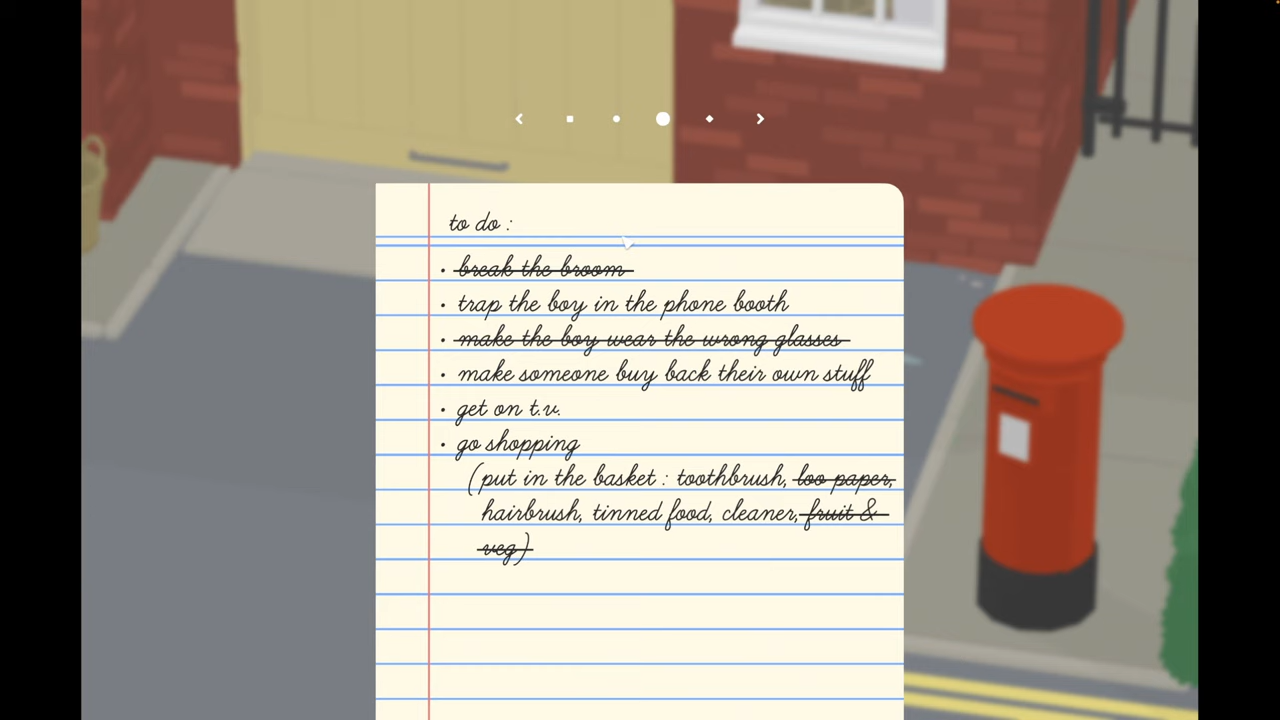 to do :
• break the broom
• trap the boy in the phone booth
• make the boy wear the wrong glasses
• make someone buy back their own stuff
• get on t.v.
• go shopping
(put in the basket : toothbrush, loo paper,
hairbrush, tinned food, cleaner, fruit &
veg)